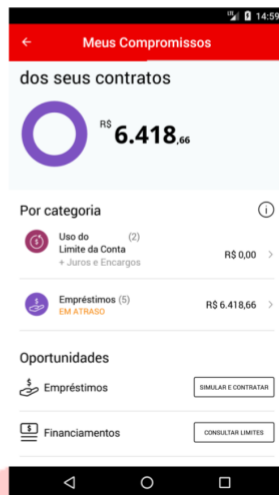 LTE 14:59
Meus Compromissos
dos seus contratos
R$ 6.418,66
Por categoria
Uso do (2)
Limite da Conta
+ Juros e Encargos
R$ 0,00
Empréstimos (5)
EM ATRASO
R$ 6.418,66
Oportunidades
Empréstimos
SIMULAR E CONTRATAR
Financiamentos
CONSULTAR LIMITES